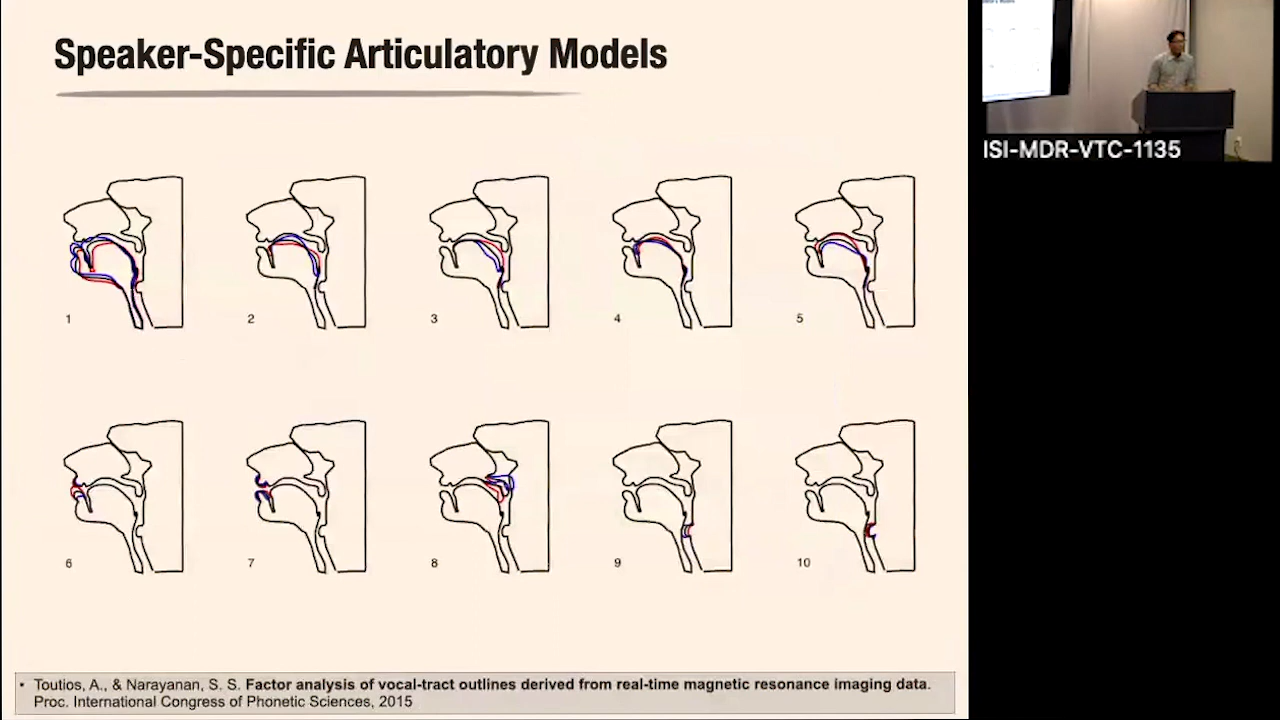 Speaker-Specific Articulatory Models
ISI-MDR-VTC-1135
1
2
3
4
5
6
7
8
9
10
• Toutios, A., & Narayanan, S. S. Factor analysis of vocal-tract outlines derived from real-time magnetic resonance imaging data.
Proc. International Congress of Phonetic Sciences, 2015